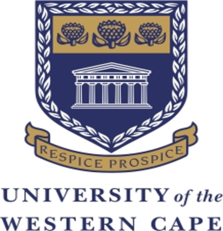 RESPICE PROSPICE
UNIVERSITY of the
WESTERN CAPE